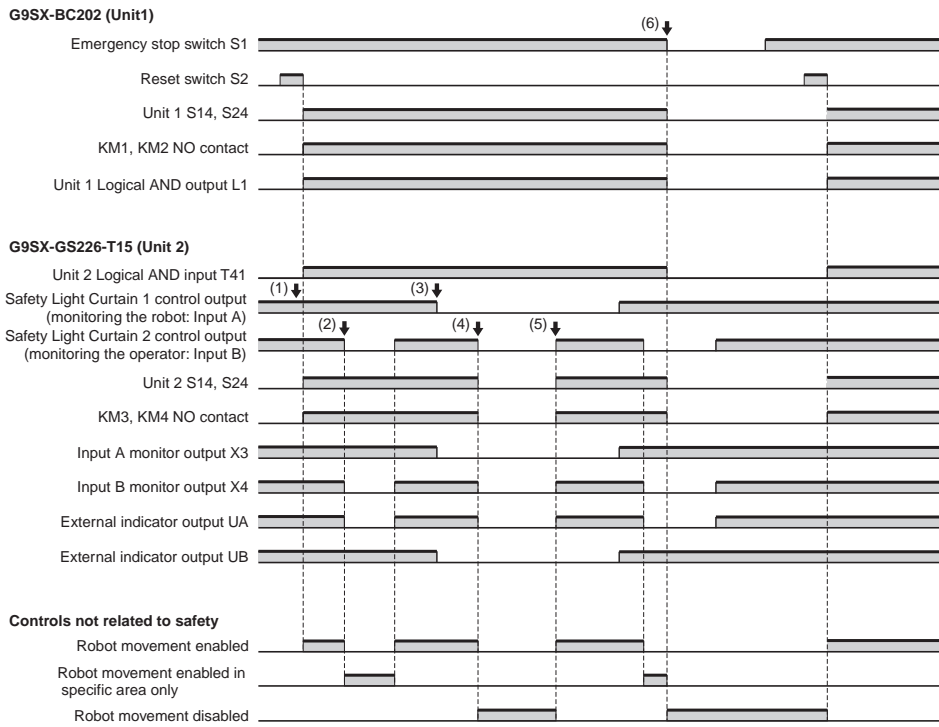 G9SX-BC202 (Unit1)
(6)
Emergency stop switch S1
Reset switch S2
Unit 1 S14, S24
KM1, KM2 NO contact
Unit 1 Logical AND output L1
G9SX-GS226-T15 (Unit 2)
Unit 2 Logical AND input T41
(1)
(3)
Safety Light Curtain 1 control output
(monitoring the robot: Input A)
(2)
(4)
(5)
Safety Light Curtain 2 control output
(monitoring the operator: Input B)
Unit 2 S14, S24
KM3, KM4 NO contact
Input A monitor output X3
Input B monitor output X4
External indicator output UA
External indicator output UB
Controls not related to safety
Robot movement enabled
Robot movement enabled in
specific area only
Robot movement disabled